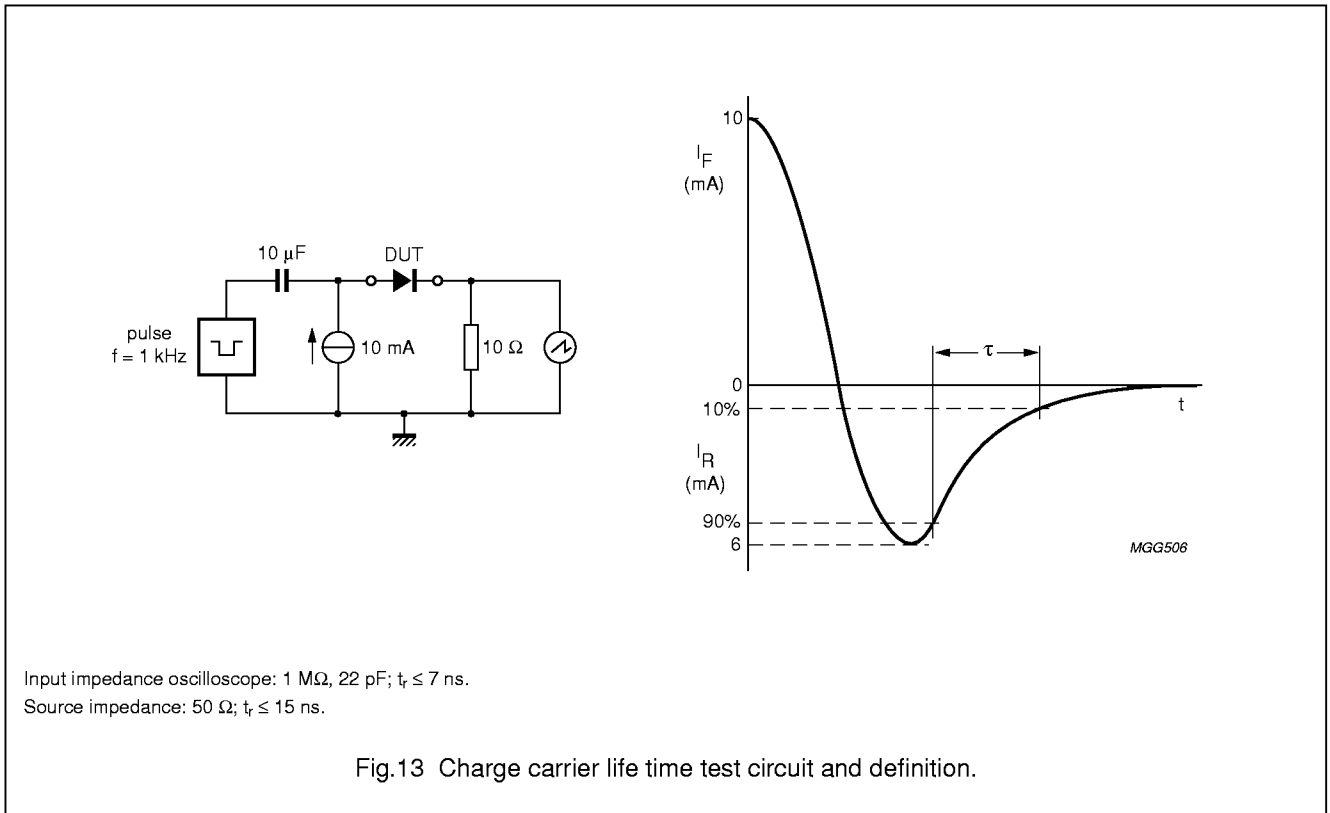 10 μF
DUT
pulse
f = 1 kHz
10 mA
10 Ω
10
I_F
(mA)
τ
0
10%
t
I_R
(mA)
90%
6
MGG506
Input impedance oscilloscope: 1 MΩ, 22 pF; t_r ≤ 7 ns.
Source impedance: 50 Ω; t_r ≤ 15 ns.
Fig.13 Charge carrier life time test circuit and definition.